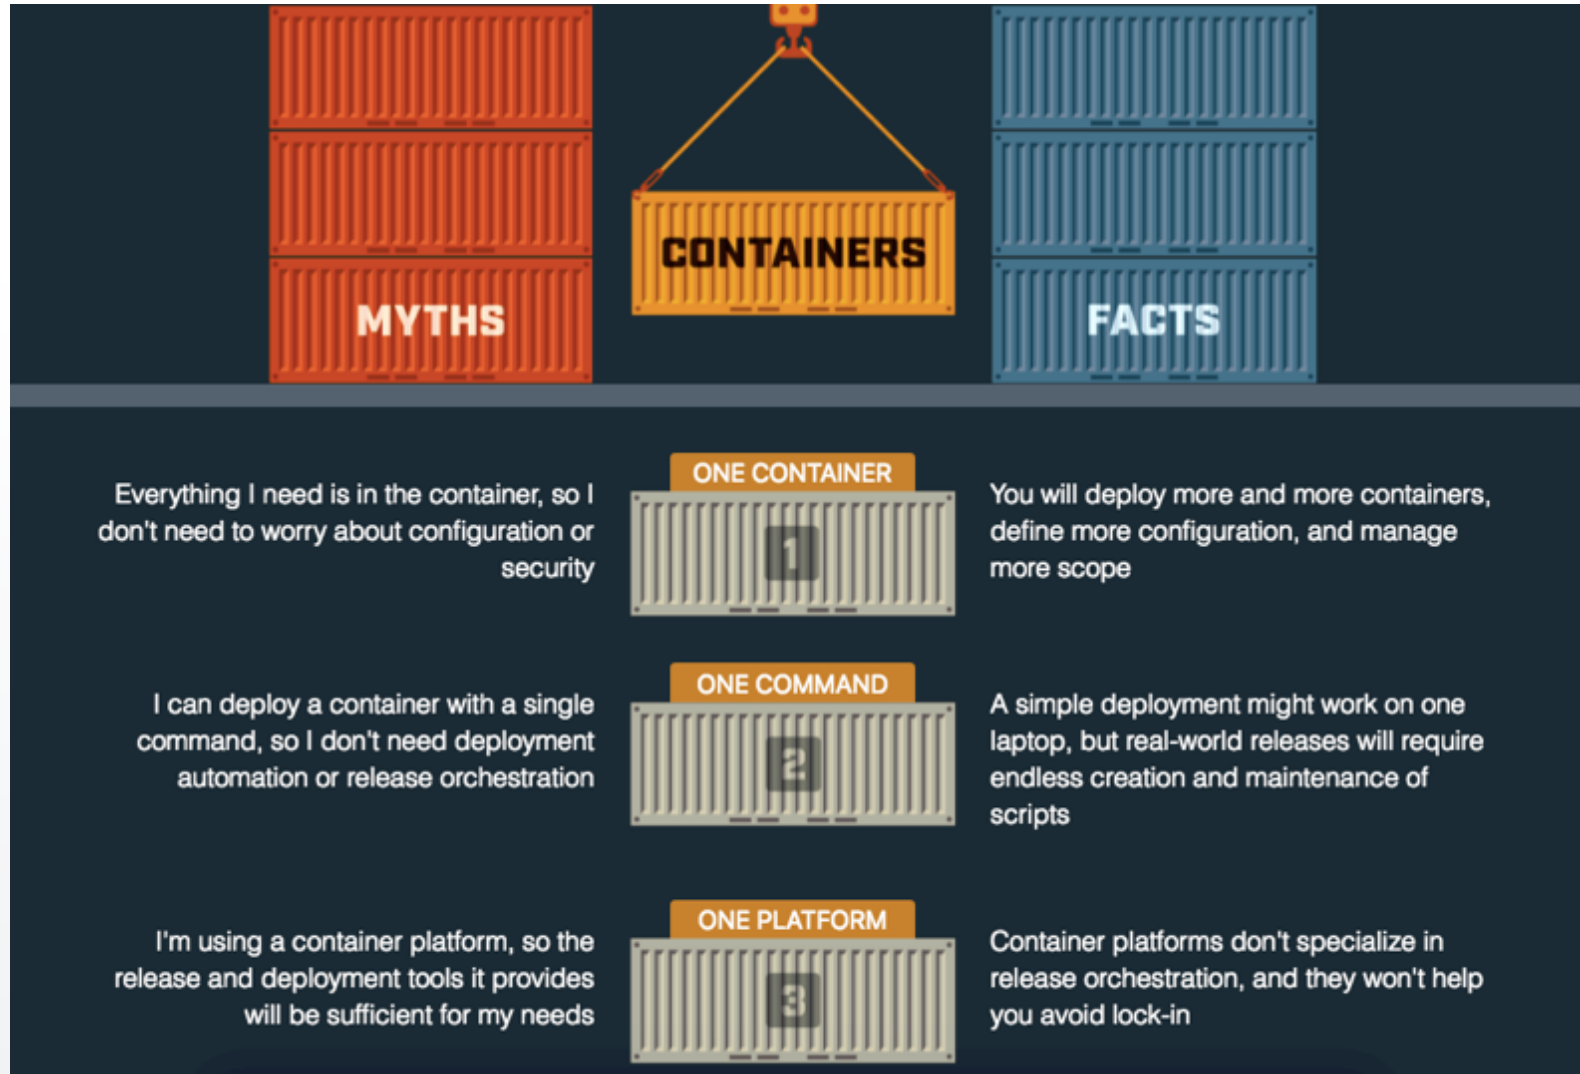 CONTAINERS
MYTHS
FACTS
ONE CONTAINER
Everything I need is in the container, so I
don't need to worry about configuration or
security
1
You will deploy more and more containers,
define more configuration, and manage
more scope
ONE COMMAND
I can deploy a container with a single
command, so I don't need deployment
automation or release orchestration
2
A simple deployment might work on one
laptop, but real-world releases will require
endless creation and maintenance of
scripts
ONE PLATFORM
I'm using a container platform, so the
release and deployment tools it provides
will be sufficient for my needs
3
Container platforms don't specialize in
release orchestration, and they won't help
you avoid lock-in